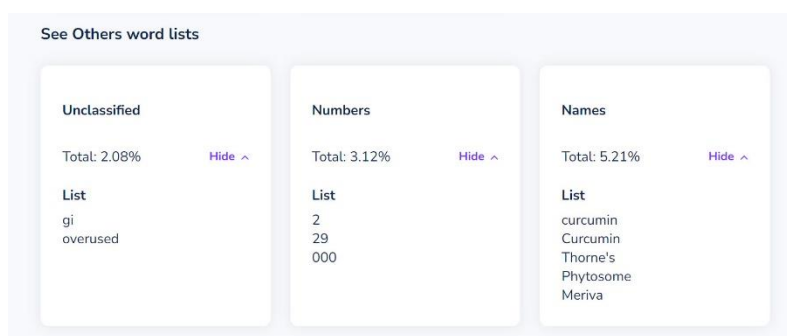 See Others word lists
Unclassified
Total: 2.08% Hide
List
gi
overused
Numbers
Total: 3.12% Hide
List
2
29
000
Names
Total: 5.21% Hide
List
curcumin
Curcumin
Thorne's
Phytosome
Meriva